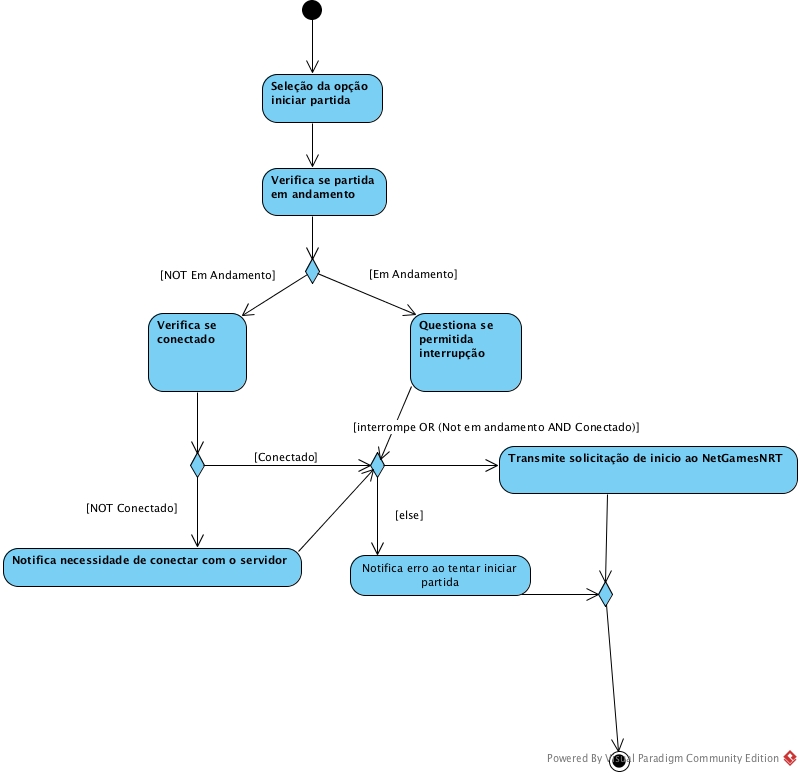 Seleção da opção
iniciar partida
Verifica se partida
em andamento
[NOT Em Andamento]
[Em Andamento]
Verifica se
conectado
Questiona se
permitida
interrupção
[interrompe OR (Not em andamento AND Conectado)]
[Conectado]
Transmite solicitação de inicio ao NetGamesNRT
[NOT Conectado]
[else]
Notifica necessidade de conectar com o servidor
Notifica erro ao tentar iniciar
partida
Powered By Visual Paradigm Community Edition